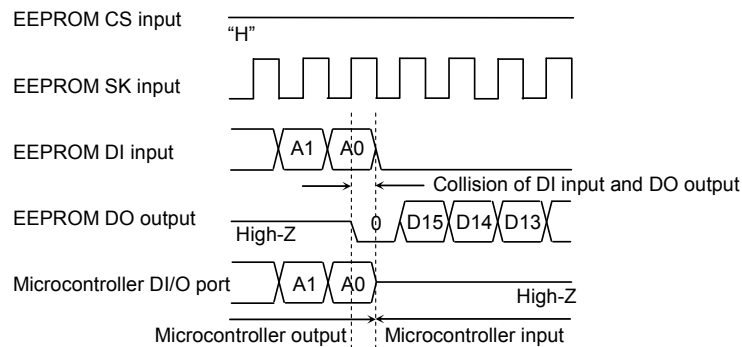 EEPROM CS input
“H”
EEPROM SK input
EEPROM DI input A1 A0
Collision of DI input and DO output
EEPROM DO output 0 D15 D14 D13
High-Z
Microcontroller DI/O port A1 A0
High-Z
Microcontroller output Microcontroller input